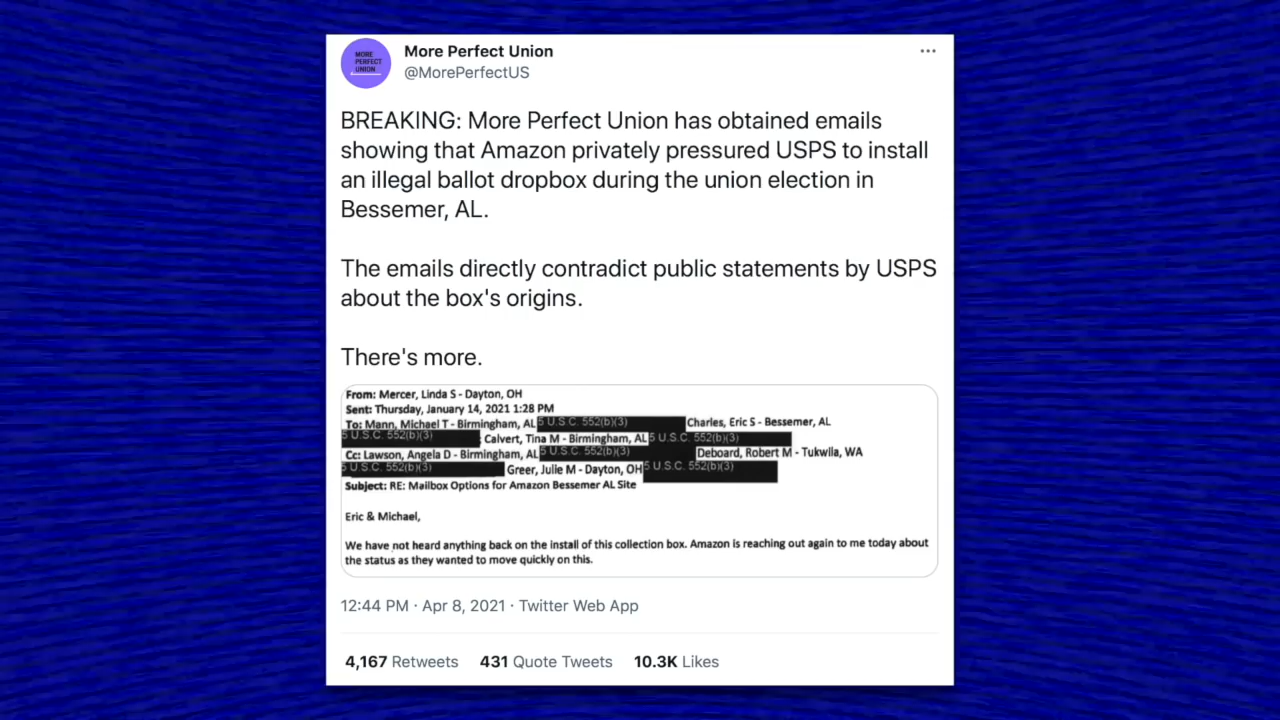 MORE
PERFECT
UNION
More Perfect Union
@MorePerfectUS
BREAKING: More Perfect Union has obtained emails
showing that Amazon privately pressured USPS to install
an illegal ballot dropbox during the union election in
Bessemer, AL.
The emails directly contradict public statements by USPS
about the box's origins.
There's more.
From: Mercer, Linda S - Dayton, OH
Sent: Thursday, January 14, 2021 1:28 PM
To: Mann, Michael T - Birmingham, AL 5 U.S.C. 552(b)(3) Charles, Eric S - Bessemer, AL
5 U.S.C. 552(b)(3) ; Calvert, Tina M - Birmingham, AL 5 U.S.C. 552(b)(3)
Cc: Lawson, Angela D - Birmingham, AL 5 U.S.C. 552(b)(3) Deboard, Robert M - Tukwila, WA
5 U.S.C. 552(b)(3) Greer, Julie M - Dayton, OH 5 U.S.C. 552(b)(3)
Subject: RE: Mailbox Options for Amazon Bessemer AL Site
Eric & Michael,
We have not heard anything back on the install of this collection box. Amazon is reaching out again to me today about
the status as they wanted to move quickly on this.
12:44 PM · Apr 8, 2021 · Twitter Web App
4,167 Retweets 431 Quote Tweets 10.3K Likes